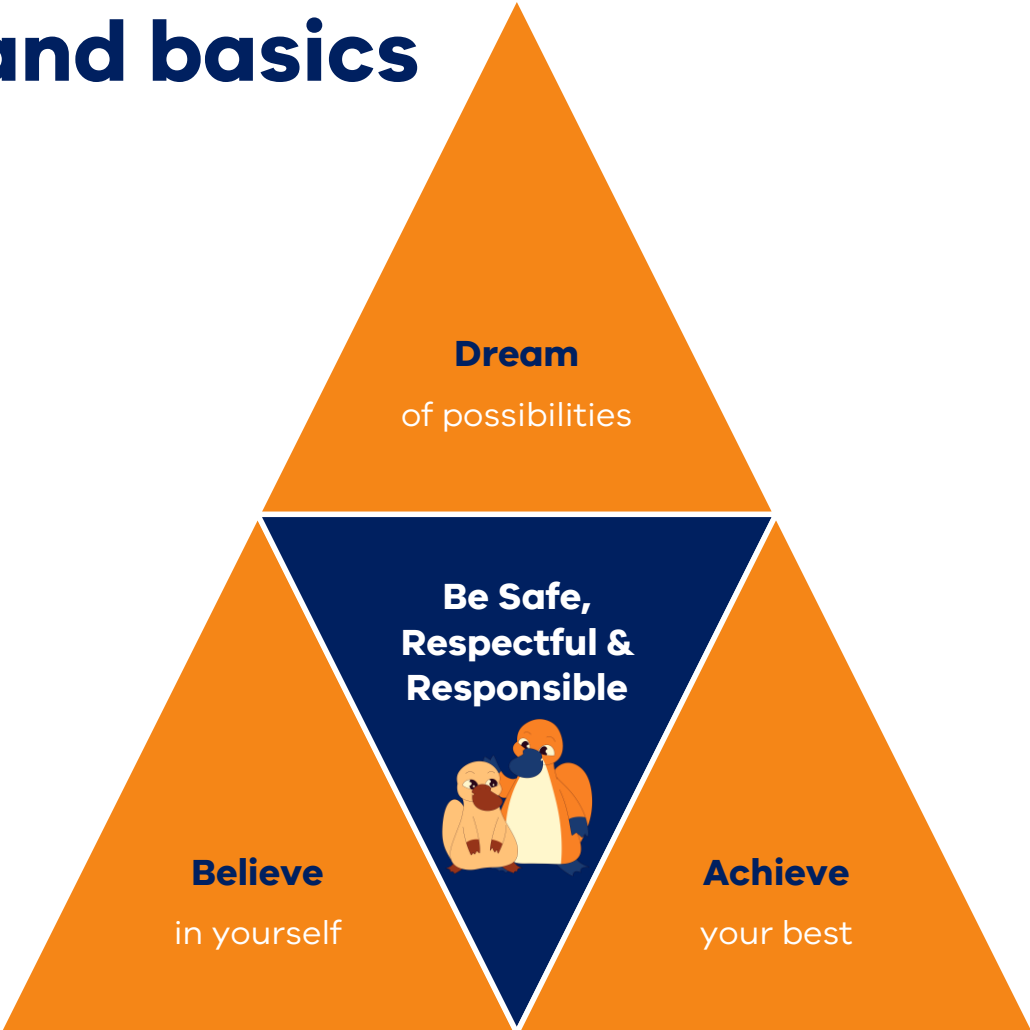 and basics
Dream
of possibilities
Be Safe,
Respectful &
Responsible
Believe
in yourself
Achieve
your best